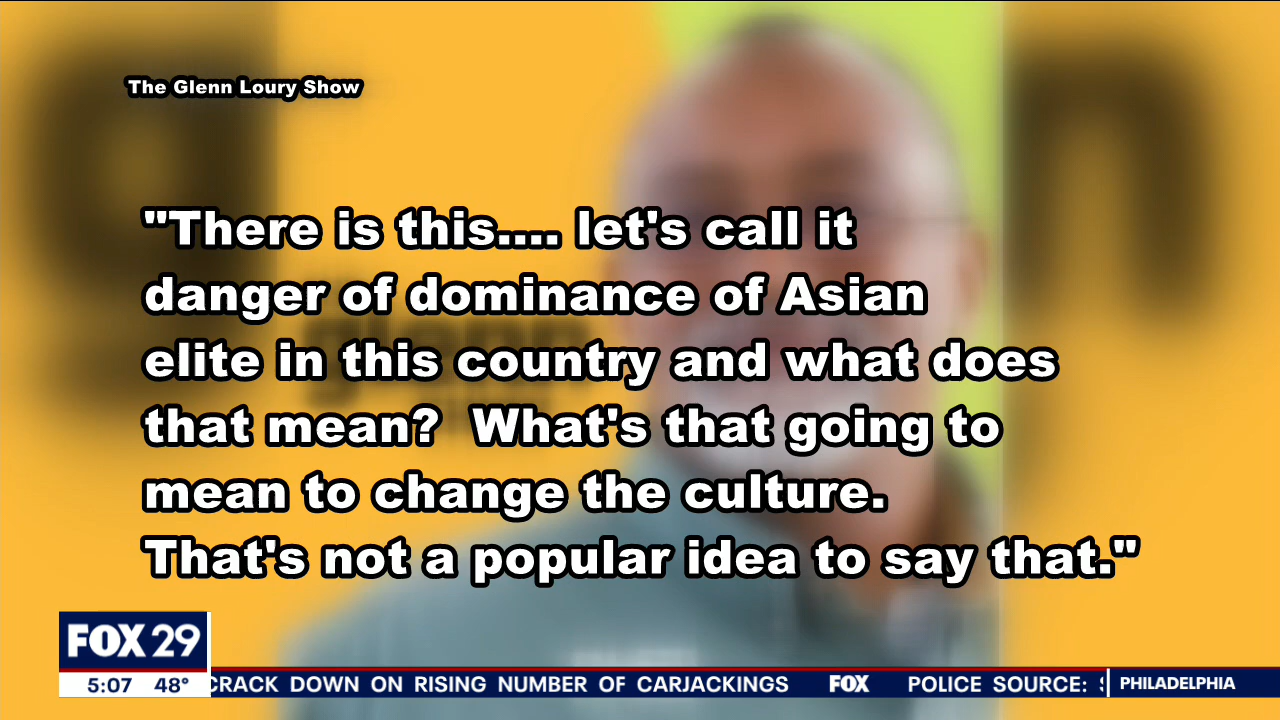 The Glenn Loury Show
"There is this.... let's call it
danger of dominance of Asian
elite in this country and what does
that mean?  What's that going to
mean to change the culture.
That's not a popular idea to say that."
FOX 29
5:07 48°
CRACK DOWN ON RISING NUMBER OF CARJACKINGS FOX POLICE SOURCE:
PHILADELPHIA